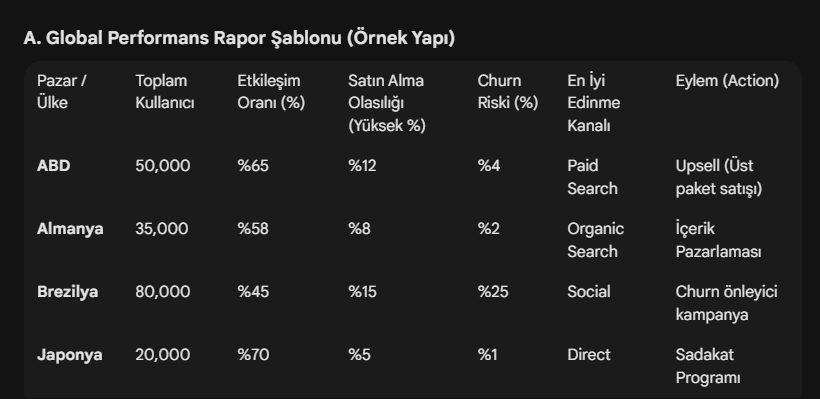 A. Global Performans Rapor Şablonu (Örnek Yapı)
Pazar / Ülke	Toplam Kullanıcı	Etkileşim Oranı (%)	Satın Alma Olasılığı (Yüksek %)	Churn Riski (%)	En İyi Edinme Kanalı	Eylem (Action)
ABD	50,000	%65	%12	%4	Paid Search	Upsell (Üst paket satışı)
Almanya	35,000	%58	%8	%2	Organic Search	İçerik Pazarlaması
Brezilya	80,000	%45	%15	%25	Social	Churn önleyici kampanya
Japonya	20,000	%70	%5	%1	Direct	Sadakat Programı